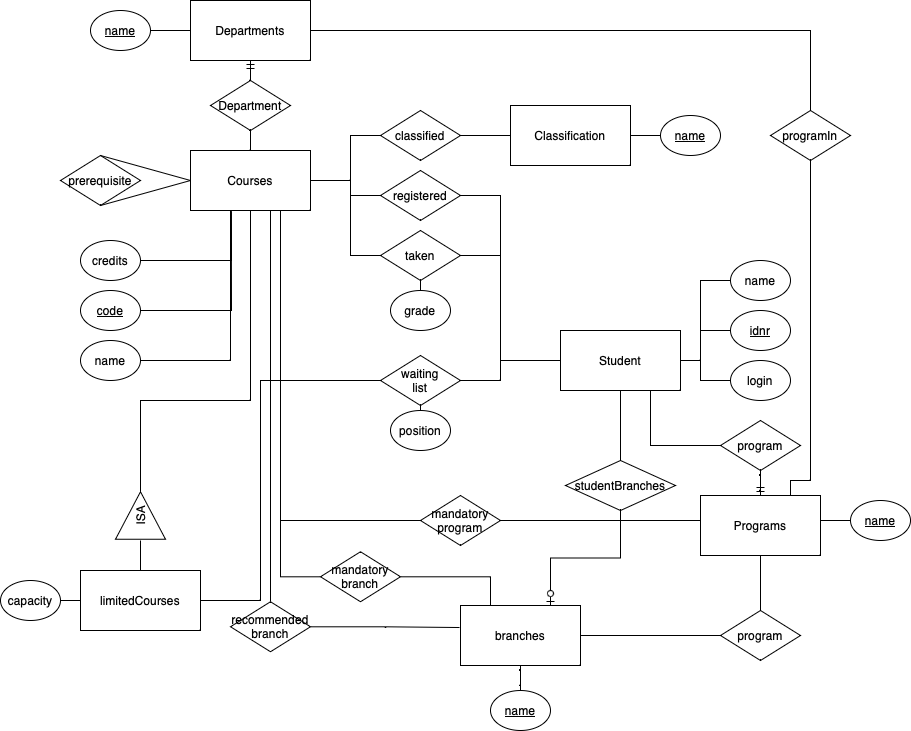 name
Departments
Department
classified
Classification
name
programIn
prerequisite
Courses
registered
credits
taken
name
code
grade
idnr
name
Student
waiting
list
login
position
program
studentBranches
ISA
mandatory
program
Programs
name
mandatory
branch
capacity
limitedCourses
recommended
branch
branches
program
name